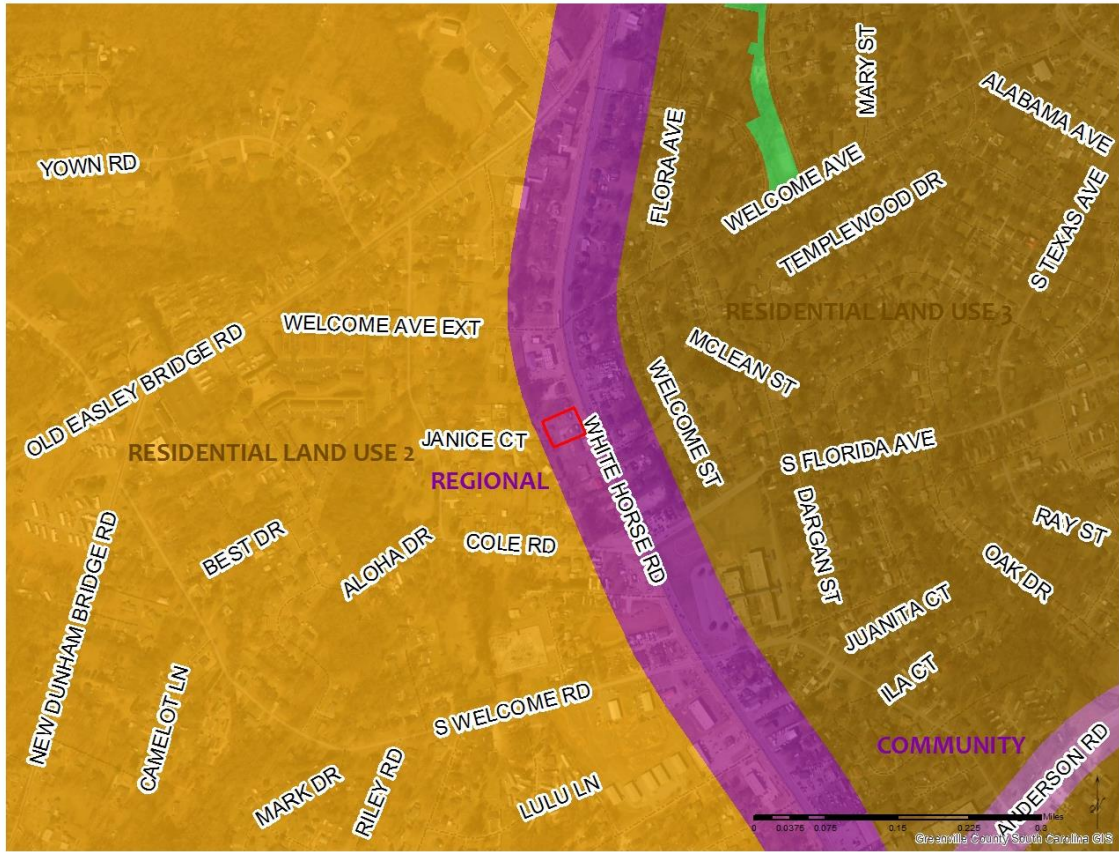 MARY ST
ALABAMA AVE
YOWN RD
FLORA AVE
WELCOME AVE
TEMPLEWOOD DR
S TEXAS AVE
WELCOME AVE EXT
RESIDENTIAL LAND USE 3
OLD EASLEY BRIDGE RD
MCLEAN ST
WELCOME ST
JANICE CT
WHITE HORSE RD
S FLORIDA AVE
RESIDENTIAL LAND USE 2
REGIONAL
DARGAN ST
RAY ST
NEW DUNHAM BRIDGE RD
BEST DR
ALOHA DR
COLE RD
OAK DR
JUANITA CT
ILA CT
CAMELOT LN
S WELCOME RD
COMMUNITY
ANDERSON RD
MARK DR
RILEY RD
LULU LN
Miles
0 0.0375 0.075 0.15 0.225 0.3
Greenville County South Carolina GIS